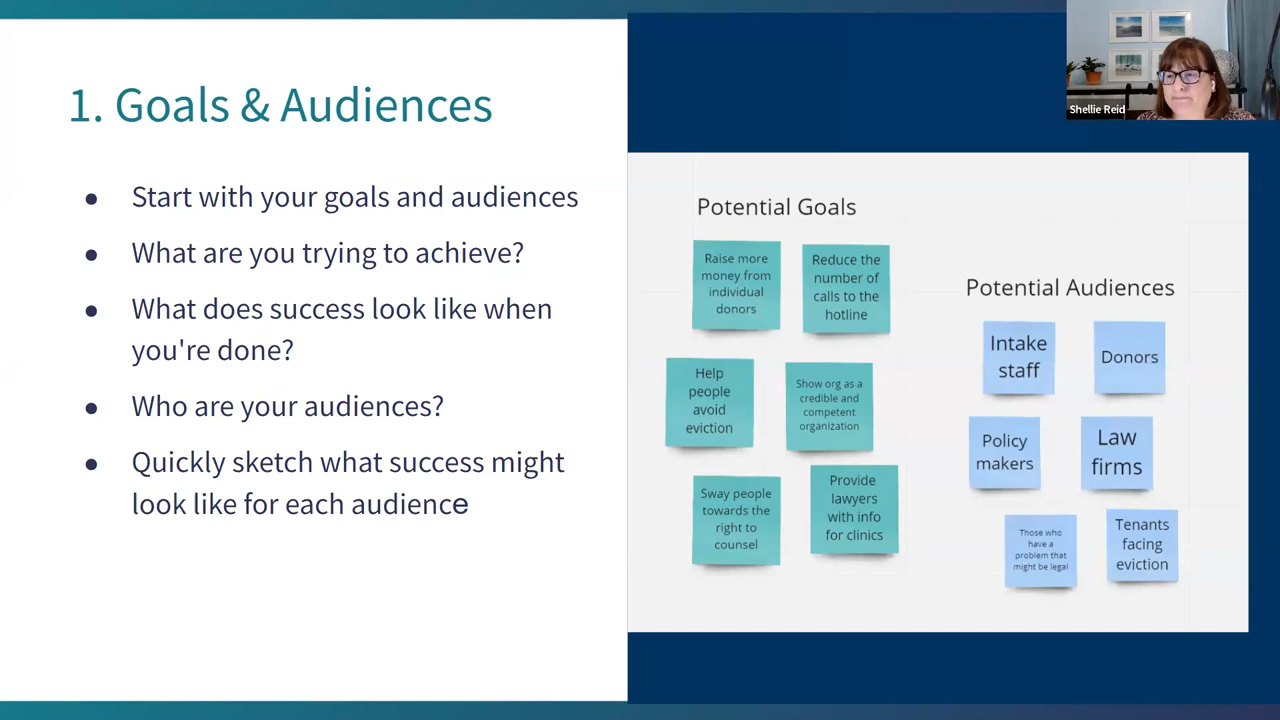 1. Goals & Audiences
● Start with your goals and audiences
● What are you trying to achieve?
● What does success look like when
you're done?
● Who are your audiences?
● Quickly sketch what success might
look like for each audience
Shellie Reid
Potential Goals
Raise more
money from
individual
donors
Reduce the
number of
calls to the
hotline
Help
people
avoid
eviction
Show org as a
credible and
competent
organization
Sway people
towards the
right to
counsel
Provide
lawyers
with info
for clinics
Potential Audiences
Intake
staff
Donors
Policy
makers
Law
firms
Those who
have a
problem that
might be legal
Tenants
facing
eviction